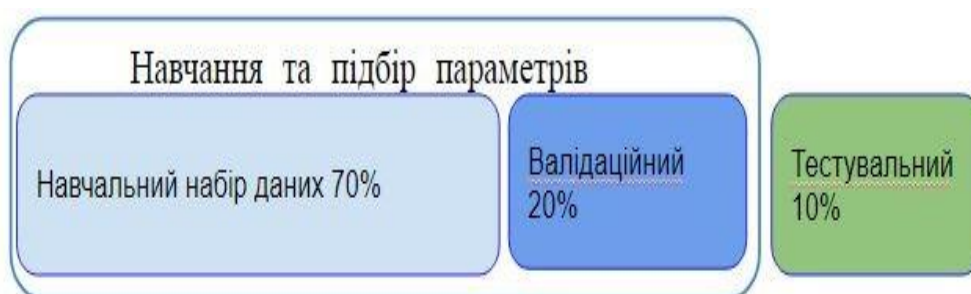 Навчання та підбір параметрів
Навчальний набір даних 70%
Валідаційний
20%
Тестувальний
10%